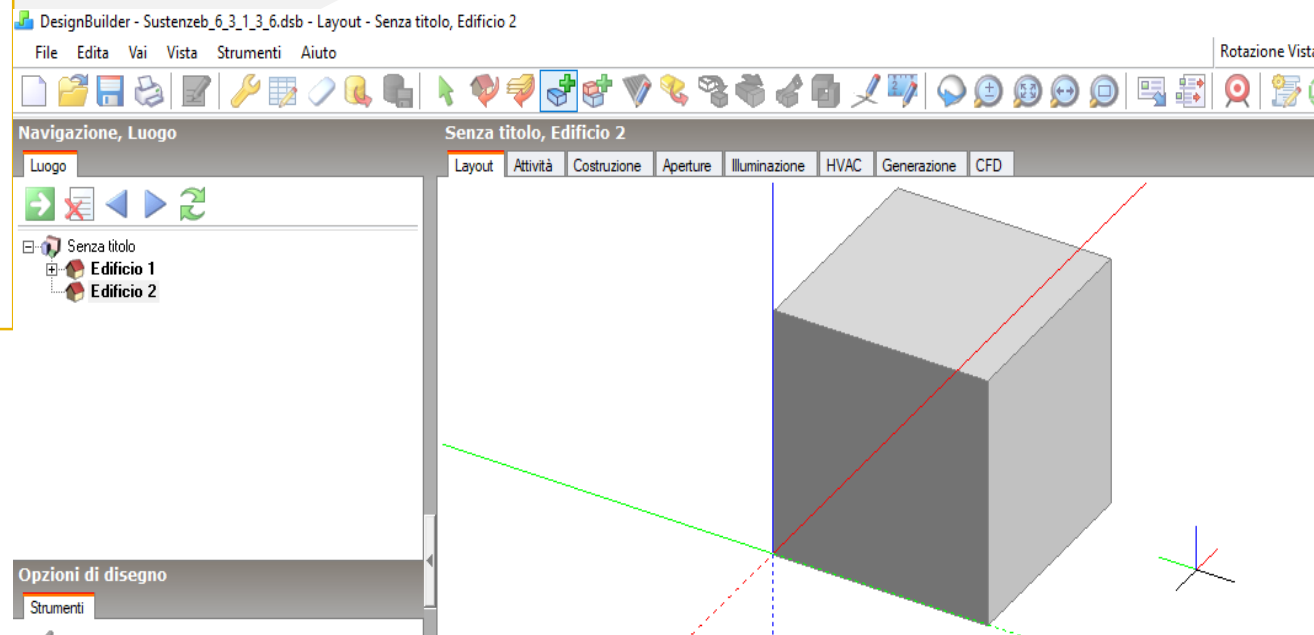 DesignBuilder - Sustenzeb_6_3_1_3_6.dsb - Layout - Senza titolo, Edificio 2
File Edita Vai Vista Strumenti Aiuto
Rotazione Vista
Navigazione, Luogo
Senza titolo, Edificio 2
Luogo
Layout Attività Costruzione Aperture Illuminazione HVAC Generazione CFD
Senza titolo
Edificio 1
Edificio 2
Opzioni di disegno
Strumenti